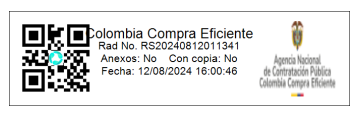 Colombia Compra Eficiente
Rad No. RS20240812011341
Anexos: No Con copia: No
Fecha: 12/08/2024 16:00:46
Agencia Nacional
de Contratación Pública
Colombia Compra Eficiente